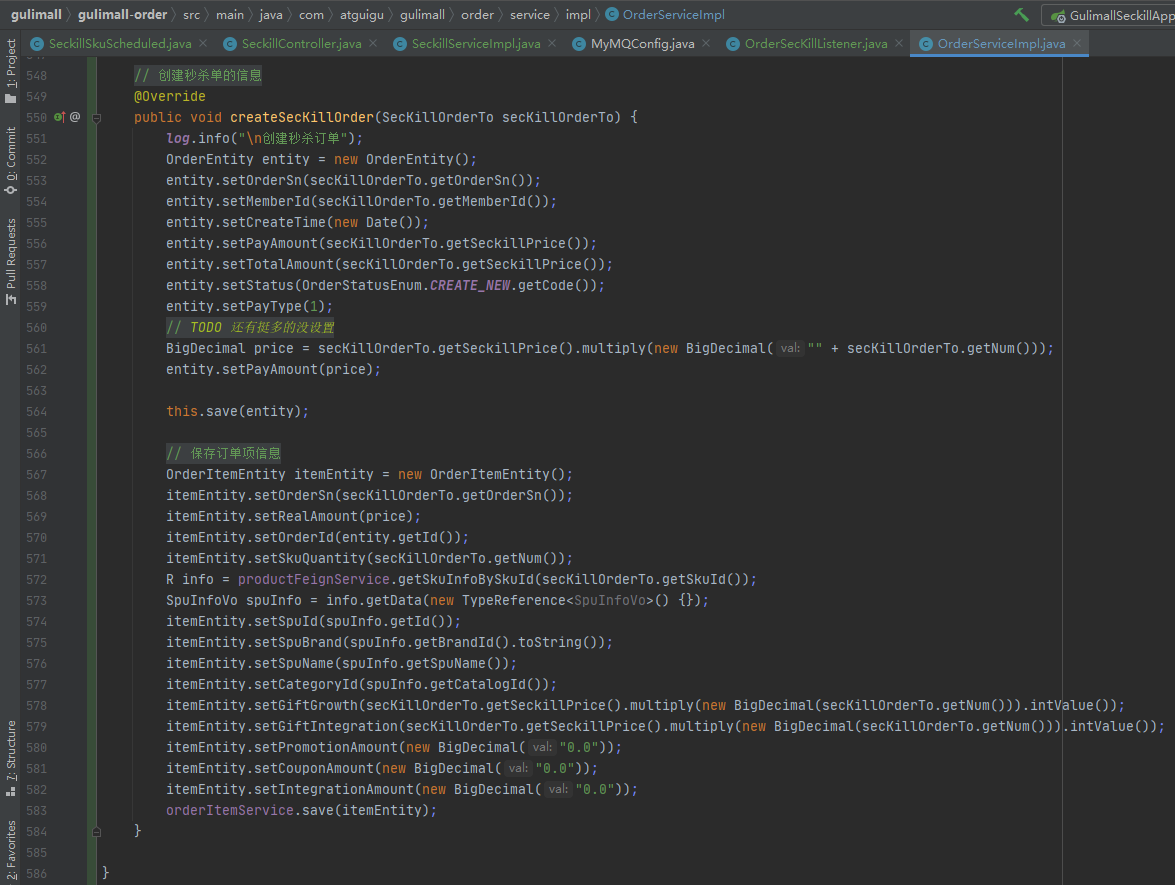 gulimall gulimall-order src main java com atguigu gulimall order service impl OrderServiceImpl GulimallSeckillApp
SeckillSkuScheduled.java SeckillController.java SeckillServiceImpl.java MyMQConfig.java OrderSecKillListener.java OrderServiceImpl.java
1: Project
0: Commit
Pull Requests
7: Structure
2: Favorites
548 // 创建秒杀单的信息
549 @Override
550 @ public void createSecKillOrder(SecKillOrderTo secKillOrderTo) {
551 log.info("\n创建秒杀订单");
552 OrderEntity entity = new OrderEntity();
553 entity.setOrderSn(secKillOrderTo.getOrderSn());
554 entity.setMemberId(secKillOrderTo.getMemberId());
555 entity.setCreateTime(new Date());
556 entity.setPayAmount(secKillOrderTo.getSeckillPrice());
557 entity.setTotalAmount(secKillOrderTo.getSeckillPrice());
558 entity.setStatus(OrderStatusEnum.CREATE_NEW.getCode());
559 entity.setPayType(1);
560 // TODO 还有挺多的没设置
561 BigDecimal price = secKillOrderTo.getSeckillPrice().multiply(new BigDecimal( val: "" + secKillOrderTo.getNum()));
562 entity.setPayAmount(price);
563
564 this.save(entity);
565
566 // 保存订单项信息
567 OrderItemEntity itemEntity = new OrderItemEntity();
568 itemEntity.setOrderSn(secKillOrderTo.getOrderSn());
569 itemEntity.setRealAmount(price);
570 itemEntity.setOrderId(entity.getId());
571 itemEntity.setSkuQuantity(secKillOrderTo.getNum());
572 R info = productFeignService.getSkuInfoBySkuId(secKillOrderTo.getSkuId());
573 SpuInfoVo spuInfo = info.getData(new TypeReference<SpuInfoVo>() {});
574 itemEntity.setSpuId(spuInfo.getId());
575 itemEntity.setSpuBrand(spuInfo.getBrandId().toString());
576 itemEntity.setSpuName(spuInfo.getSpuName());
577 itemEntity.setCategoryId(spuInfo.getCatalogId());
578 itemEntity.setGiftGrowth(secKillOrderTo.getSeckillPrice().multiply(new BigDecimal(secKillOrderTo.getNum())).intValue());
579 itemEntity.setGiftIntegration(secKillOrderTo.getSeckillPrice().multiply(new BigDecimal(secKillOrderTo.getNum())).intValue());
580 itemEntity.setPromotionAmount(new BigDecimal( val: "0.0"));
581 itemEntity.setCouponAmount(new BigDecimal( val: "0.0"));
582 itemEntity.setIntegrationAmount(new BigDecimal( val: "0.0"));
583 orderItemService.save(itemEntity);
584 }
585
586 }